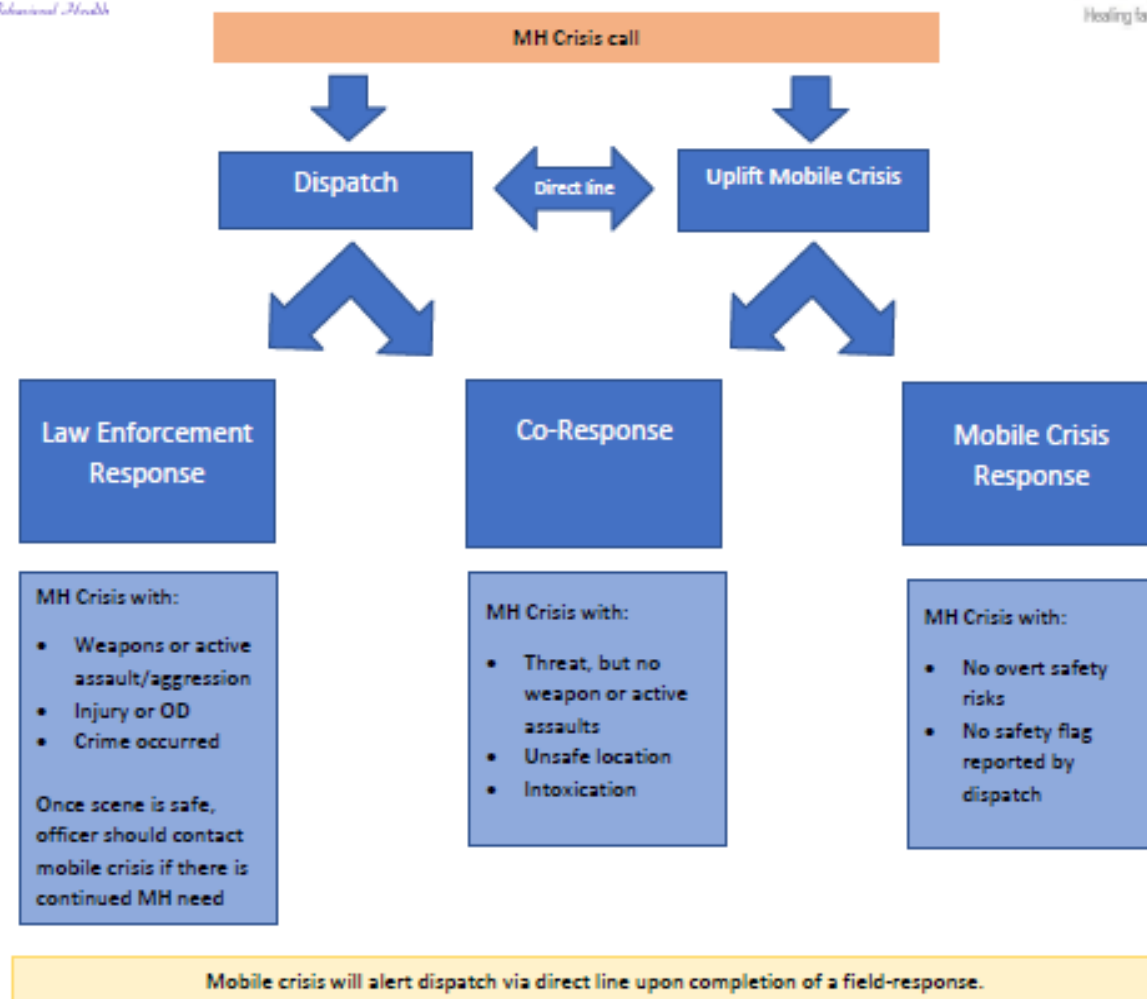 Behavioral Health
Healing fa
MH Crisis call
Dispatch
Direct line
Uplift Mobile Crisis
Law Enforcement
Response
Co-Response
Mobile Crisis
Response
MH Crisis with:
• Weapons or active
assault/aggression
• Injury or OD
• Crime occurred
Once scene is safe,
officer should contact
mobile crisis if there is
continued MH need
MH Crisis with:
• Threat, but no
weapon or active
assaults
• Unsafe location
• Intoxication
MH Crisis with:
• No overt safety
risks
• No safety flag
reported by
dispatch
Mobile crisis will alert dispatch via direct line upon completion of a field-response.